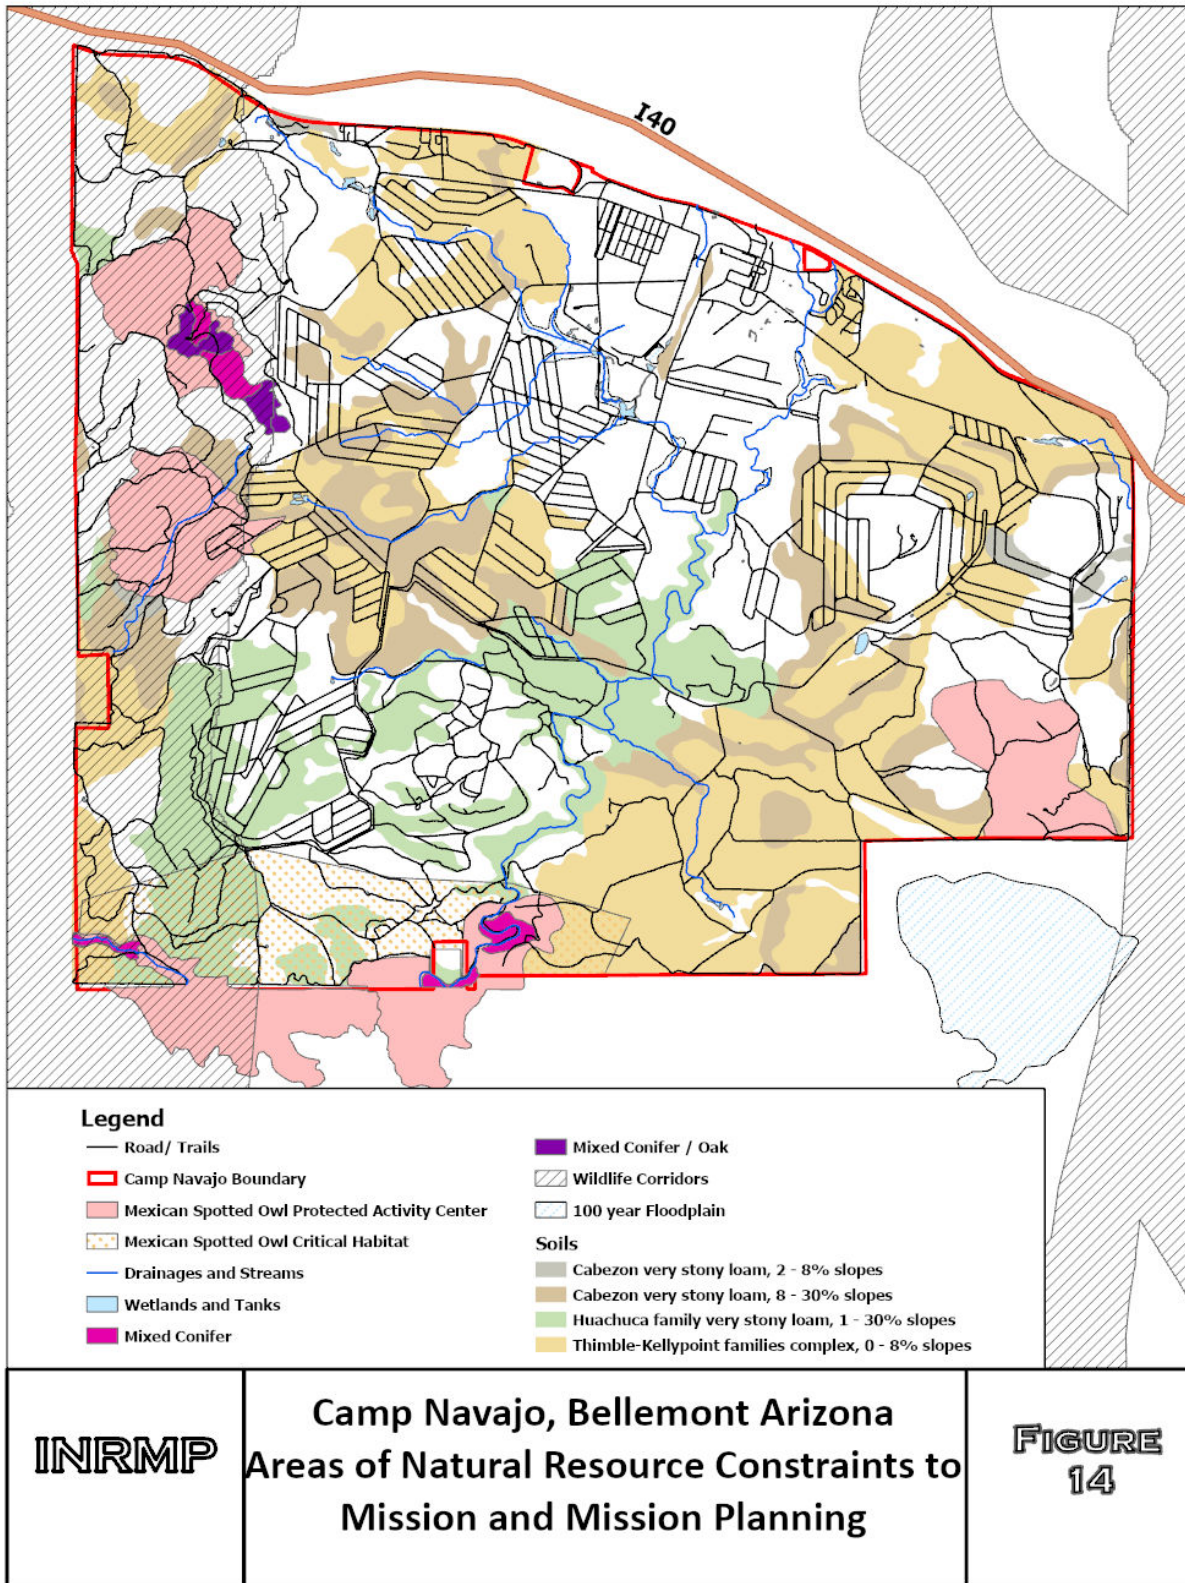 I40
Legend
Road/ Trails
Camp Navajo Boundary
Mexican Spotted Owl Protected Activity Center
Mexican Spotted Owl Critical Habitat
Drainages and Streams
Wetlands and Tanks
Mixed Conifer
Mixed Conifer / Oak
Wildlife Corridors
100 year Floodplain
Soils
Cabezon very stony loam, 2 - 8% slopes
Cabezon very stony loam, 8 - 30% slopes
Huachuca family very stony loam, 1 - 30% slopes
Thimble-Kellypoint families complex, 0 - 8% slopes
INRMP
Camp Navajo, Bellemont Arizona
Areas of Natural Resource Constraints to
Mission and Mission Planning
FIGURE
14